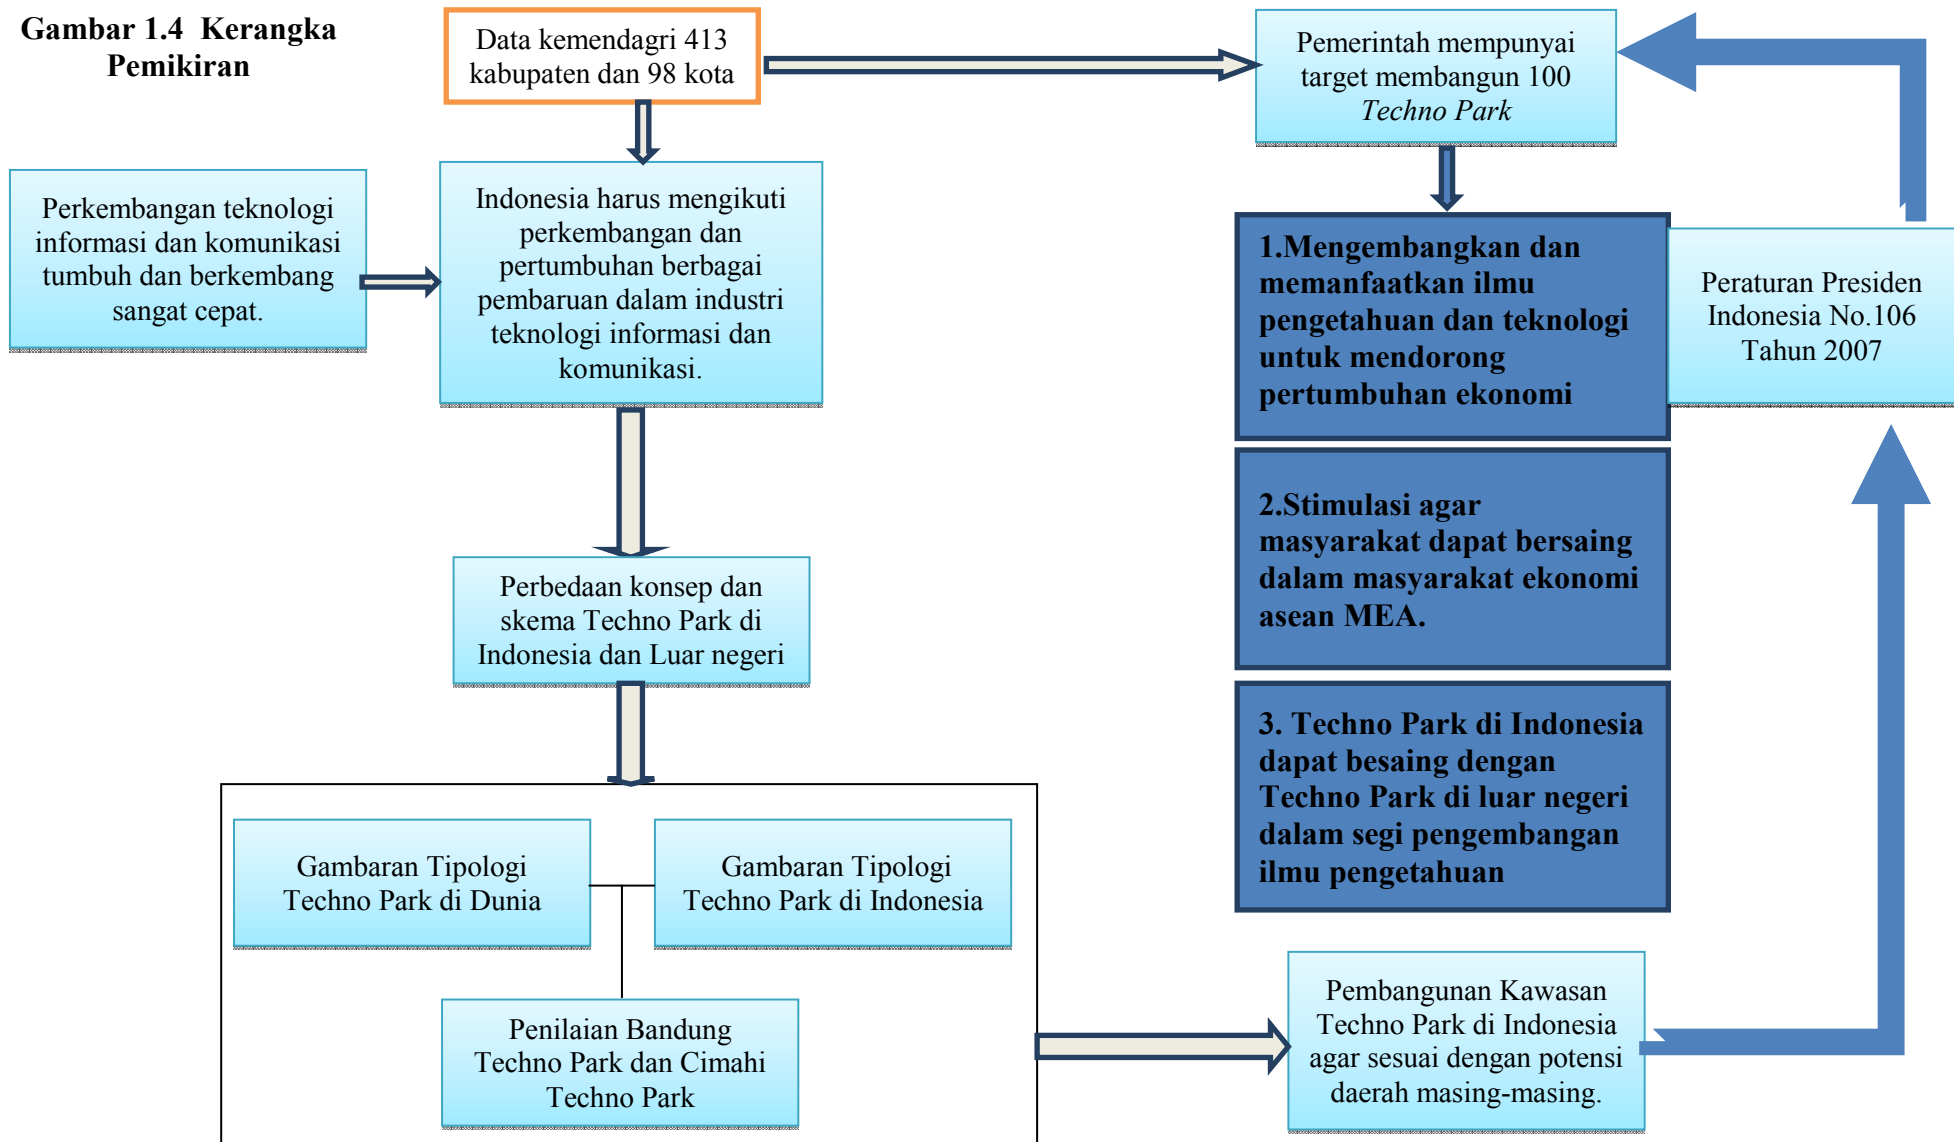 Gambar 1.4  Kerangka
Pemikiran
Data kemendagri 413
kabupaten dan 98 kota
Pemerintah mempunyai
target membangun 100
Techno Park
Perkembangan teknologi
informasi dan komunikasi
tumbuh dan berkembang
sangat cepat.
Indonesia harus mengikuti
perkembangan dan
pertumbuhan berbagai
pembaruan dalam industri
teknologi informasi dan
komunikasi.
1.Mengembangkan dan
memanfaatkan ilmu
pengetahuan dan teknologi
untuk mendorong
pertumbuhan ekonomi
Peraturan Presiden
Indonesia No.106
Tahun 2007
2.Stimulasi agar
masyarakat dapat bersaing
dalam masyarakat ekonomi
asean MEA.
Perbedaan konsep dan
skema Techno Park di
Indonesia dan Luar negeri
3. Techno Park di Indonesia
dapat besaing dengan
Techno Park di luar negeri
dalam segi pengembangan
ilmu pengetahuan
Gambaran Tipologi
Techno Park di Dunia
Gambaran Tipologi
Techno Park di Indonesia
Penilaian Bandung
Techno Park dan Cimahi
Techno Park
Pembangunan Kawasan
Techno Park di Indonesia
agar sesuai dengan potensi
daerah masing-masing.